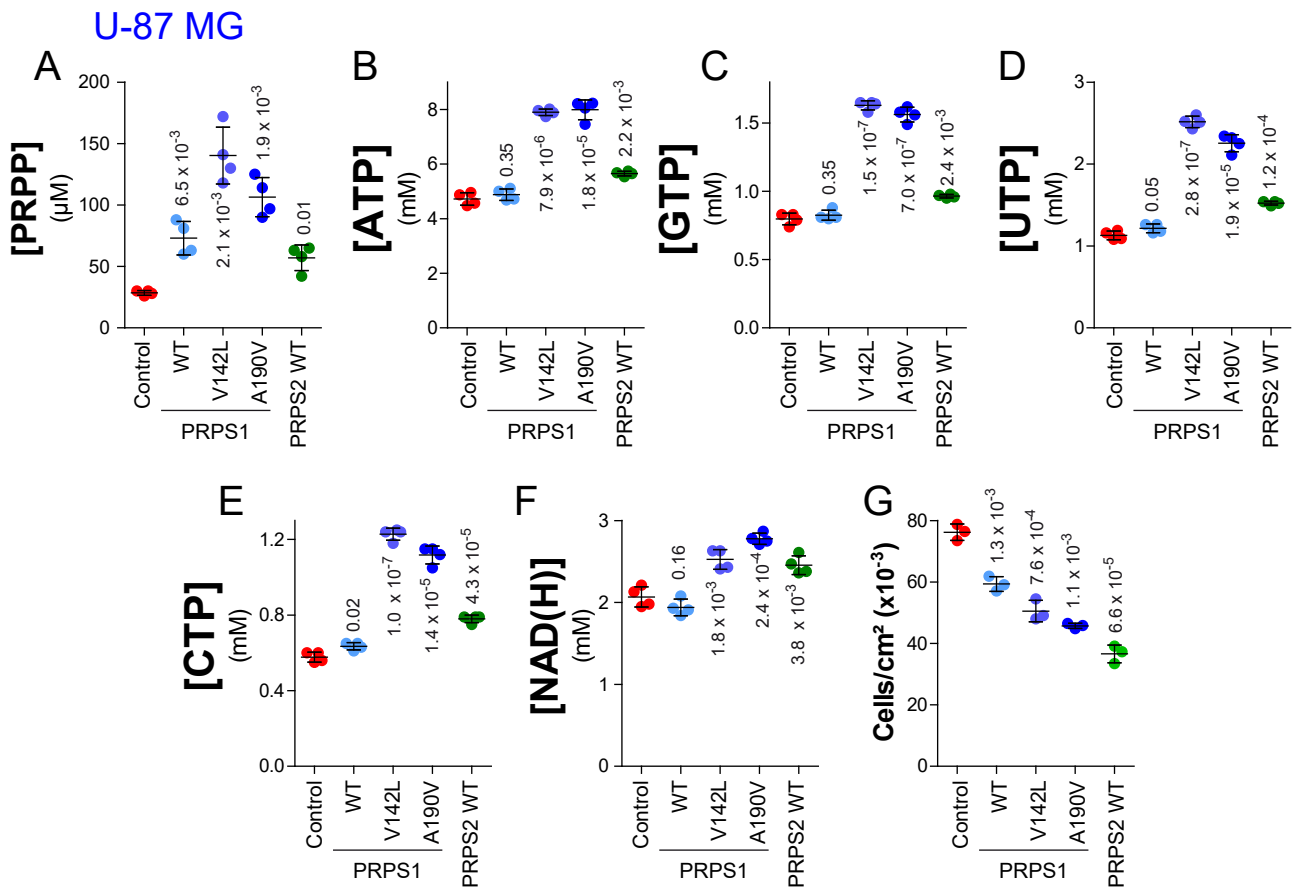 U-87 MG
A
[PRPP]
(µM)
200
150
100
50
0
6.5 x 10⁻³
2.1 x 10⁻³
1.9 x 10⁻³
0.01
Control
WT
V142L
A190V
PRPS2 WT
PRPS1
B
[ATP]
(mM)
8
6
4
2
0
0.35
7.9 x 10⁻⁶
1.8 x 10⁻⁵
2.2 x 10⁻³
Control
WT
V142L
A190V
PRPS2 WT
PRPS1
C
[GTP]
(mM)
1.5
1.0
0.5
0.0
0.35
1.5 x 10⁻⁷
7.0 x 10⁻⁷
2.4 x 10⁻³
Control
WT
V142L
A190V
PRPS2 WT
PRPS1
D
[UTP]
(mM)
3
2
1
0
0.05
2.8 x 10⁻⁷
1.9 x 10⁻⁵
1.2 x 10⁻⁴
Control
WT
V142L
A190V
PRPS2 WT
PRPS1
E
[CTP]
(mM)
1.2
0.9
0.6
0.0
0.02
1.0 x 10⁻⁷
1.4 x 10⁻⁵
4.3 x 10⁻⁵
Control
WT
V142L
A190V
PRPS2 WT
PRPS1
F
[NAD(H)]
(mM)
3
2
1
0
0.16
1.8 x 10⁻³
2.4 x 10⁻⁴
3.8 x 10⁻³
Control
WT
V142L
A190V
PRPS2 WT
PRPS1
G
Cells/cm² (x10⁻³)
80
60
40
20
0
1.3 x 10⁻³
7.6 x 10⁻⁴
1.1 x 10⁻³
6.6 x 10⁻⁵
Control
WT
V142L
A190V
PRPS2 WT
PRPS1